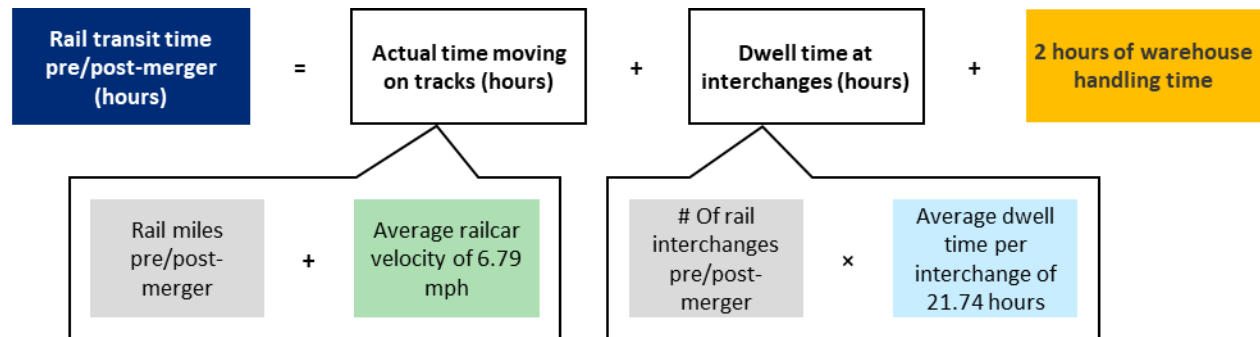 Rail transit time
pre/post-merger
(hours)
=
Actual time moving
on tracks (hours)
+
Dwell time at
interchanges (hours)
+
2 hours of warehouse
handling time
Rail miles
pre/post-
merger
+
Average railcar
velocity of 6.79
mph
# Of rail
interchanges
pre/post-
merger
×
Average dwell
time per
interchange of
21.74 hours